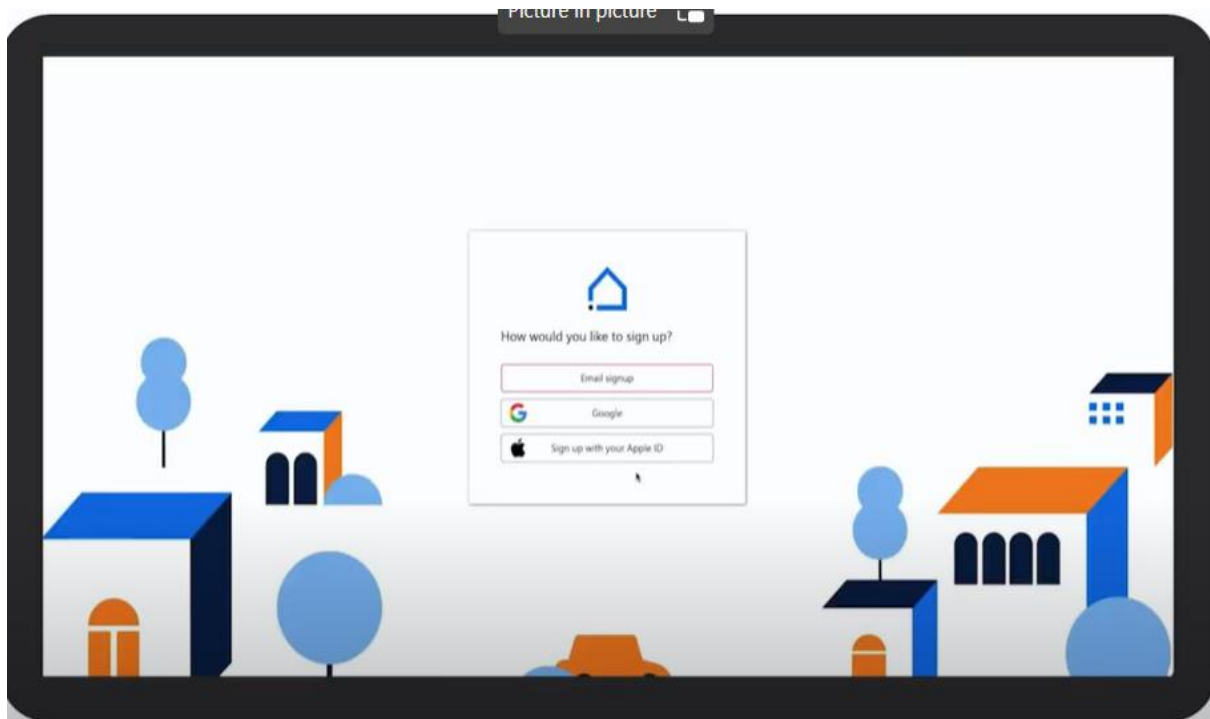 Picture in picture
How would you like to sign up?
Email signup
Google
Sign up with your Apple ID